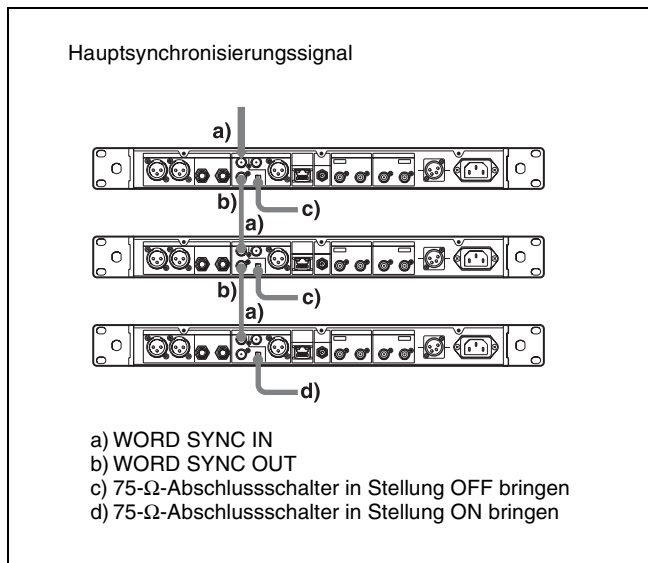 Hauptsynchronisierungssignal
a)
b)
c)
a)
b)
c)
a)
d)
a) WORD SYNC IN
b) WORD SYNC OUT
c) 75-Ω-Abschlussschalter in Stellung OFF bringen
d) 75-Ω-Abschlussschalter in Stellung ON bringen